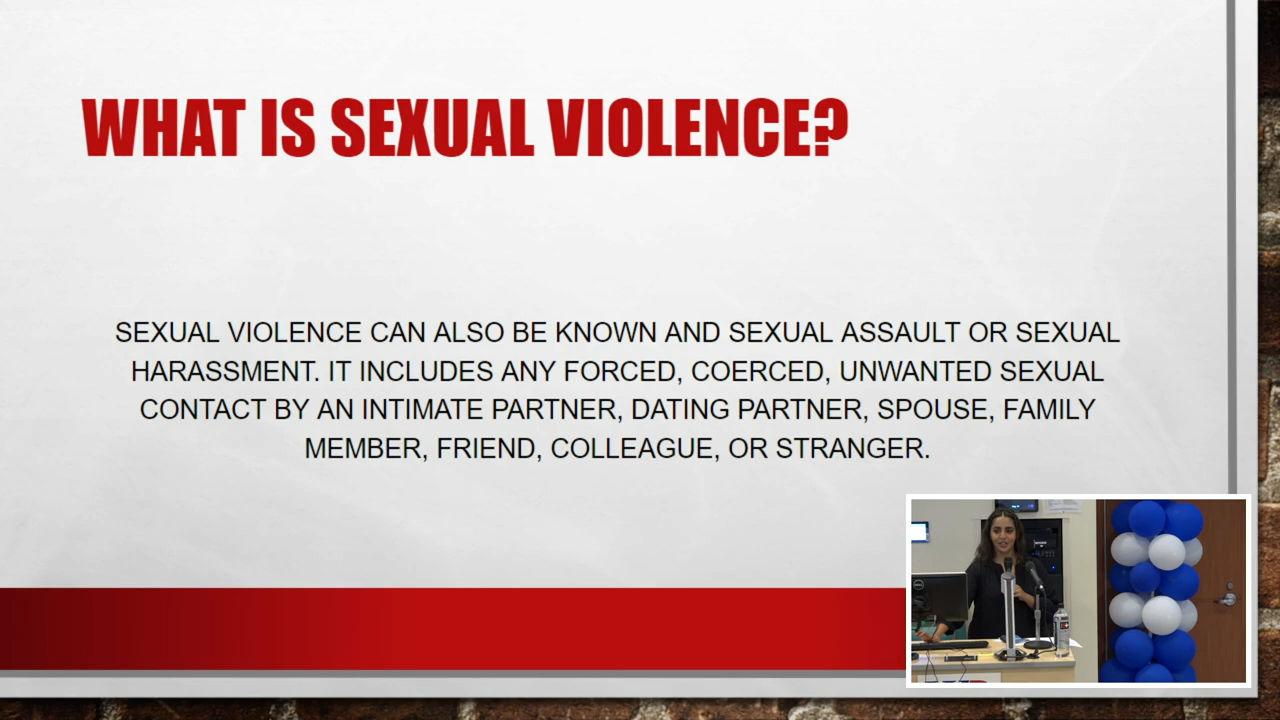 WHAT IS SEXUAL VIOLENCE?
SEXUAL VIOLENCE CAN ALSO BE KNOWN AND SEXUAL ASSAULT OR SEXUAL
HARASSMENT. IT INCLUDES ANY FORCED, COERCED, UNWANTED SEXUAL
CONTACT BY AN INTIMATE PARTNER, DATING PARTNER, SPOUSE, FAMILY
MEMBER, FRIEND, COLLEAGUE, OR STRANGER.